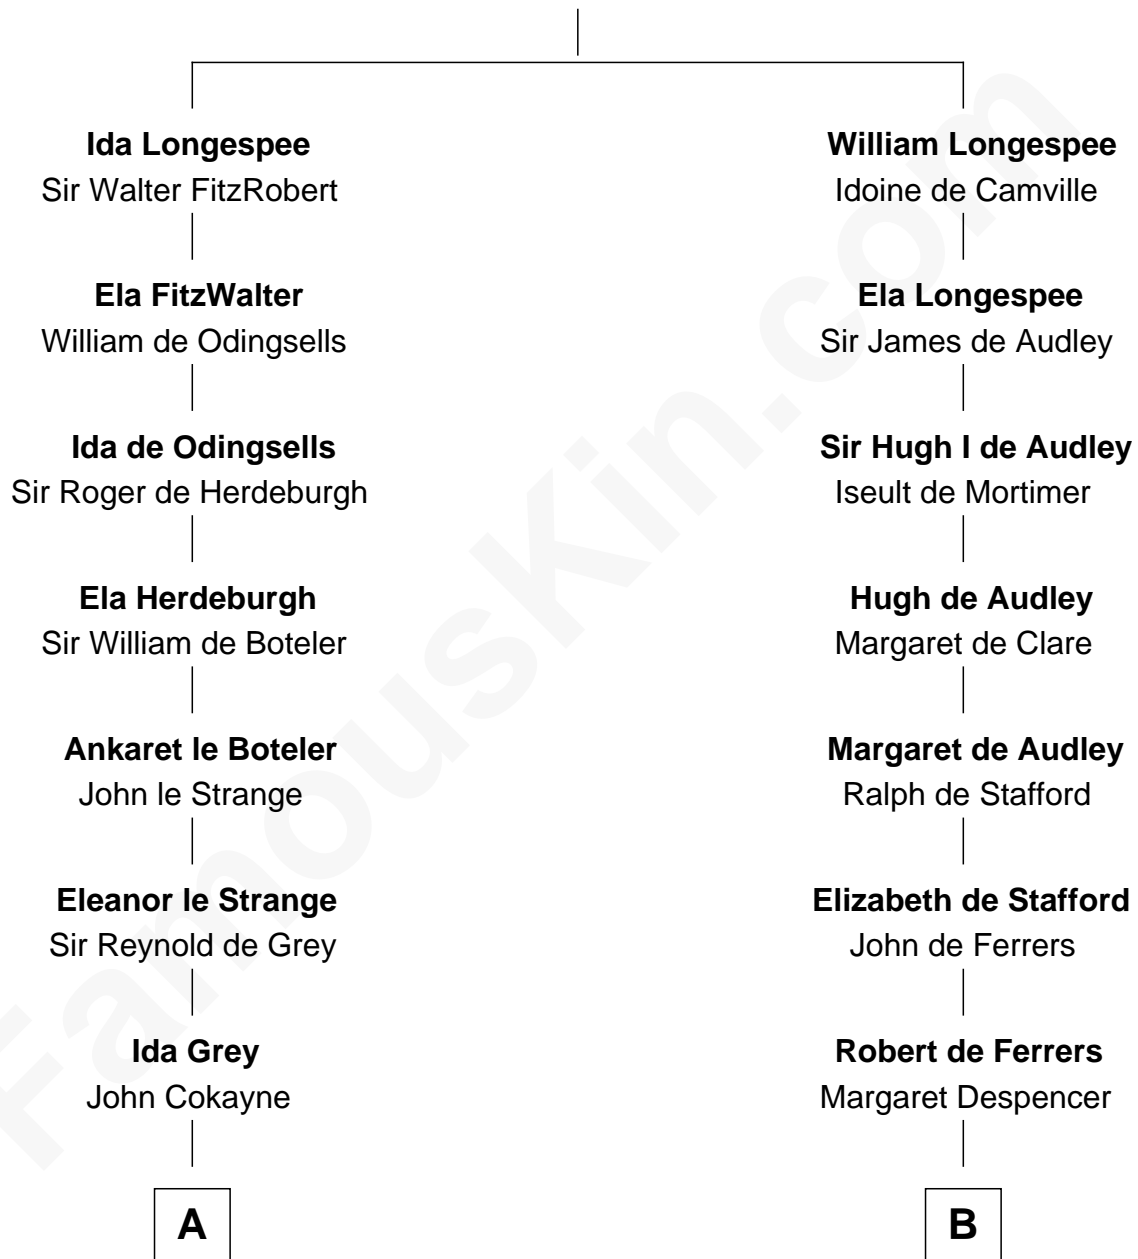 Ida Longespee
Sir Walter FitzRobert
Ela FitzWalter
William de Odingsells
Ida de Odingsells
Sir Roger de Herdeburgh
Ela Herdeburgh
Sir William de Boteler
Ankaret le Boteler
John le Strange
Eleanor le Strange
Sir Reynold de Grey
Ida Grey
John Cokayne
A
William Longespee
Idoine de Camville
Ela Longespee
Sir James de Audley
Sir Hugh I de Audley
Iseult de Mortimer
Hugh de Audley
Margaret de Clare
Margaret de Audley
Ralph de Stafford
Elizabeth de Stafford
John de Ferrers
Robert de Ferrers
Margaret Despencer
B
FamousKin.com